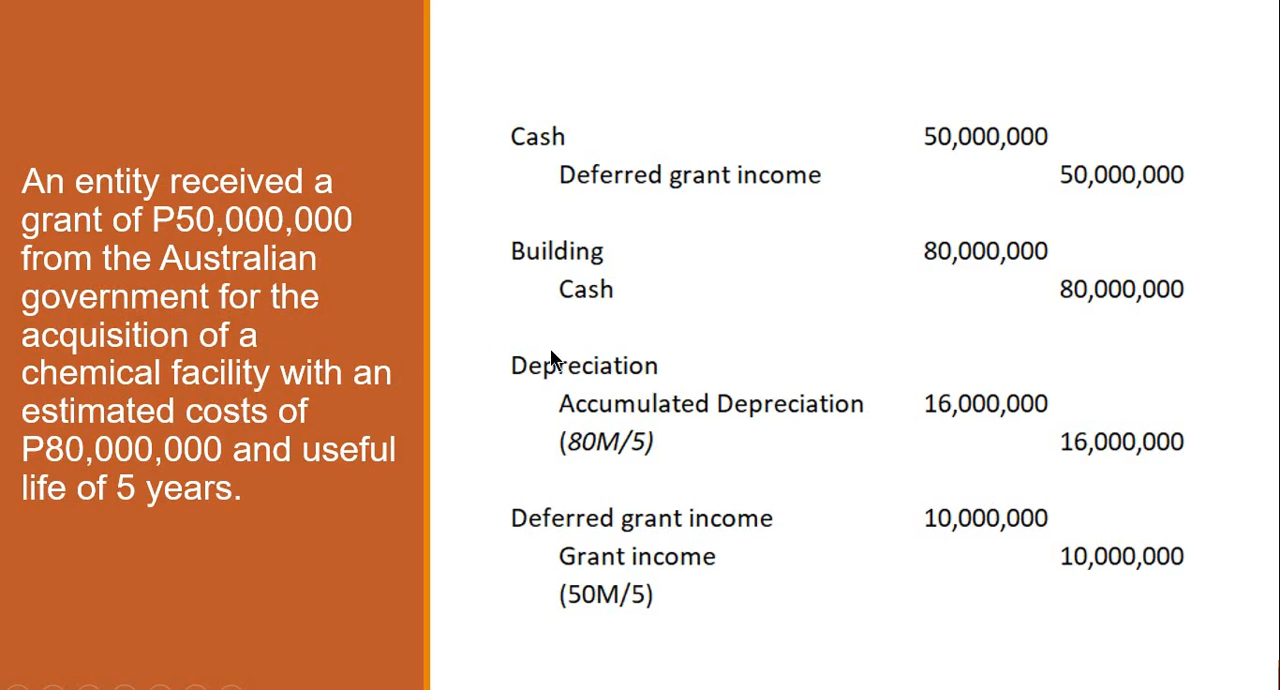 An entity received a
grant of P50,000,000
from the Australian
government for the
acquisition of a
chemical facility with an
estimated costs of
P80,000,000 and useful
life of 5 years.
Cash 50,000,000
Deferred grant income 50,000,000
Building 80,000,000
Cash 80,000,000
Depreciation
Accumulated Depreciation 16,000,000
(80M/5) 16,000,000
Deferred grant income 10,000,000
Grant income 10,000,000
(50M/5)